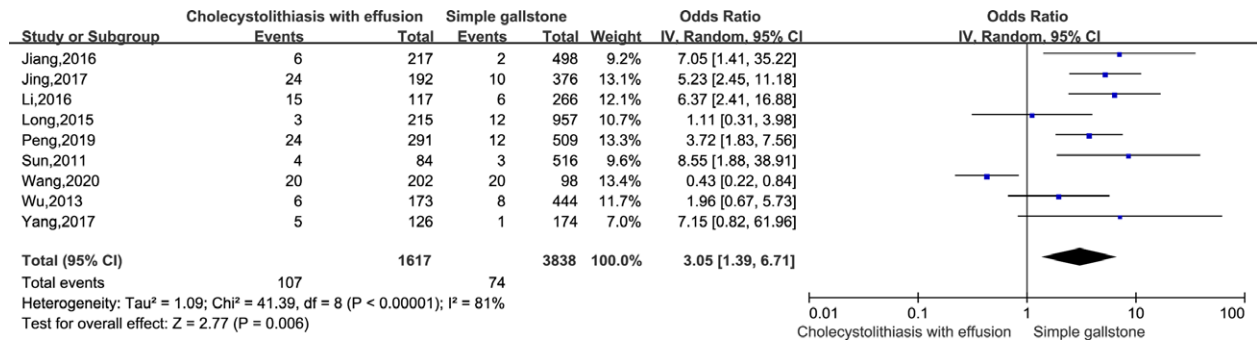 Cholecystolithiasis with effusion Simple gallstone Odds Ratio Odds Ratio
Study or Subgroup Events Total Events Total Weight IV. Random, 95% CI IV. Random, 95% CI
Jiang,2016 6 217 2 498 9.2% 7.05 [1.41, 35.22]
Jing,2017 24 192 10 376 13.1% 5.23 [2.45, 11.18]
Li,2016 15 117 6 266 12.1% 6.37 [2.41, 16.88]
Long,2015 3 215 12 957 10.7% 1.11 [0.31, 3.98]
Peng,2019 24 291 12 509 13.3% 3.72 [1.83, 7.56]
Sun,2011 4 84 3 516 9.6% 8.55 [1.88, 38.91]
Wang,2020 20 202 20 98 13.4% 0.43 [0.22, 0.84]
Wu,2013 6 173 8 444 11.7% 1.96 [0.67, 5.73]
Yang,2017 5 126 1 174 7.0% 7.15 [0.82, 61.96]
Total (95% CI) 1617 3838 100.0% 3.05 [1.39, 6.71]
Total events 107 74
Heterogeneity: Tau² = 1.09; Chi² = 41.39, df = 8 (P < 0.00001); I² = 81%
Test for overall effect: Z = 2.77 (P = 0.006)
0.01 0.1 1 10 100
Cholecystolithiasis with effusion Simple gallstone